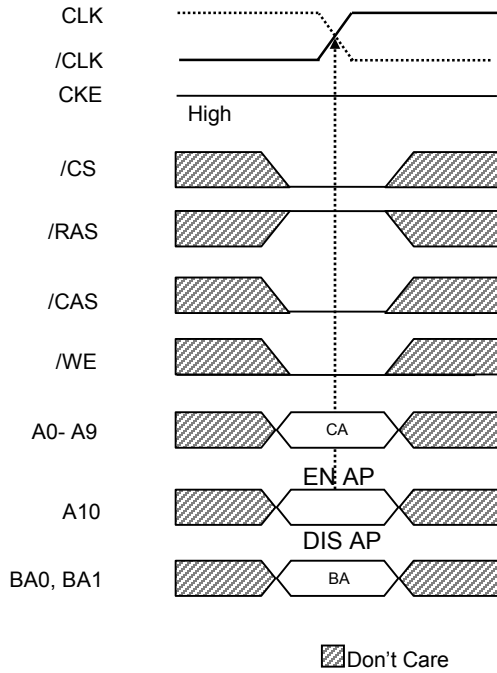 CLK
/CLK
CKE
High
/CS
/RAS
/CAS
/WE
A0- A9
CA
EN AP
A10
DIS AP
BA0, BA1
BA
Don't Care